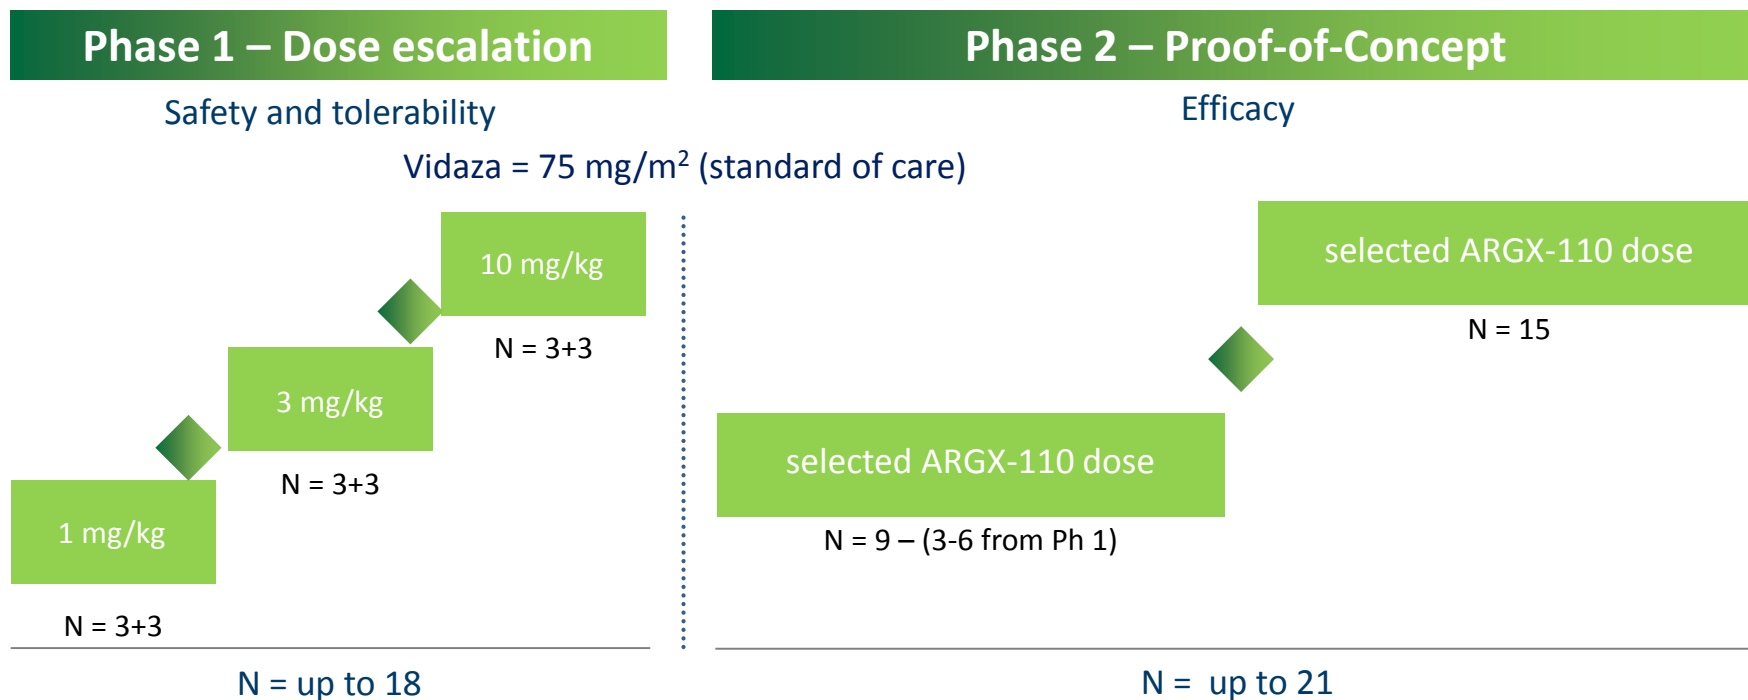 Phase 1 – Dose escalation
Safety and tolerability
Phase 2 – Proof-of-Concept
Efficacy
Vidaza = 75 mg/m² (standard of care)
1 mg/kg
N = 3+3
3 mg/kg
N = 3+3
10 mg/kg
N = 3+3
N = up to 18
selected ARGX-110 dose
N = 9 – (3-6 from Ph 1)
selected ARGX-110 dose
N = 15
N = up to 21